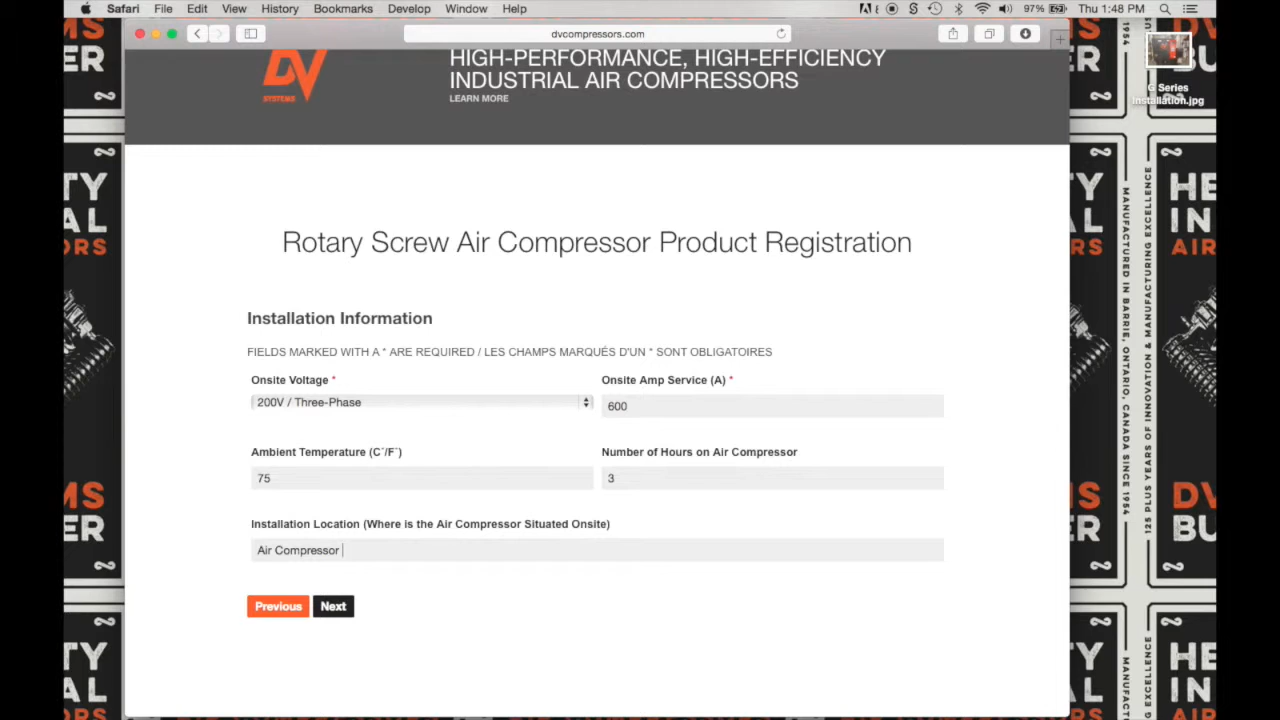 Safari File Edit View History Bookmarks Develop Window Help 97% Thu 1:48 PM
dvcompressors.com
G Series
Installation.jpg
DV
SYSTEMS
HIGH-PERFORMANCE, HIGH-EFFICIENCY
INDUSTRIAL AIR COMPRESSORS
LEARN MORE
Rotary Screw Air Compressor Product Registration
Installation Information
FIELDS MARKED WITH A * ARE REQUIRED / LES CHAMPS MARQUÉS D'UN * SONT OBLIGATOIRES
Onsite Voltage *
Onsite Amp Service (A) *
200V / Three-Phase
600
Ambient Temperature (C˚/F˚)
Number of Hours on Air Compressor
75
3
Installation Location (Where is the Air Compressor Situated Onsite)
Air Compressor
Previous Next
MANUFACTURED IN BARRIE, ONTARIO, CANADA SINCE 1954
125 PLUS YEARS OF INNOVATION & MANUFACTURING EXCELLENCE